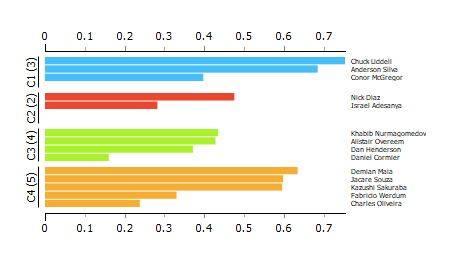 0 0.1 0.2 0.3 0.4 0.5 0.6 0.7
C1 (3)
Chuck Liddell
Anderson Silva
Conor McGregor
C2 (2)
Nick Diaz
Israel Adesanya
C3 (4)
Khabib Nurmagomedov
Alistair Overeem
Dan Henderson
Daniel Cormier
C4 (5)
Demian Maia
Jacare Souza
Kazushi Sakuraba
Fabricio Werdum
Charles Oliveira
0 0.1 0.2 0.3 0.4 0.5 0.6 0.7